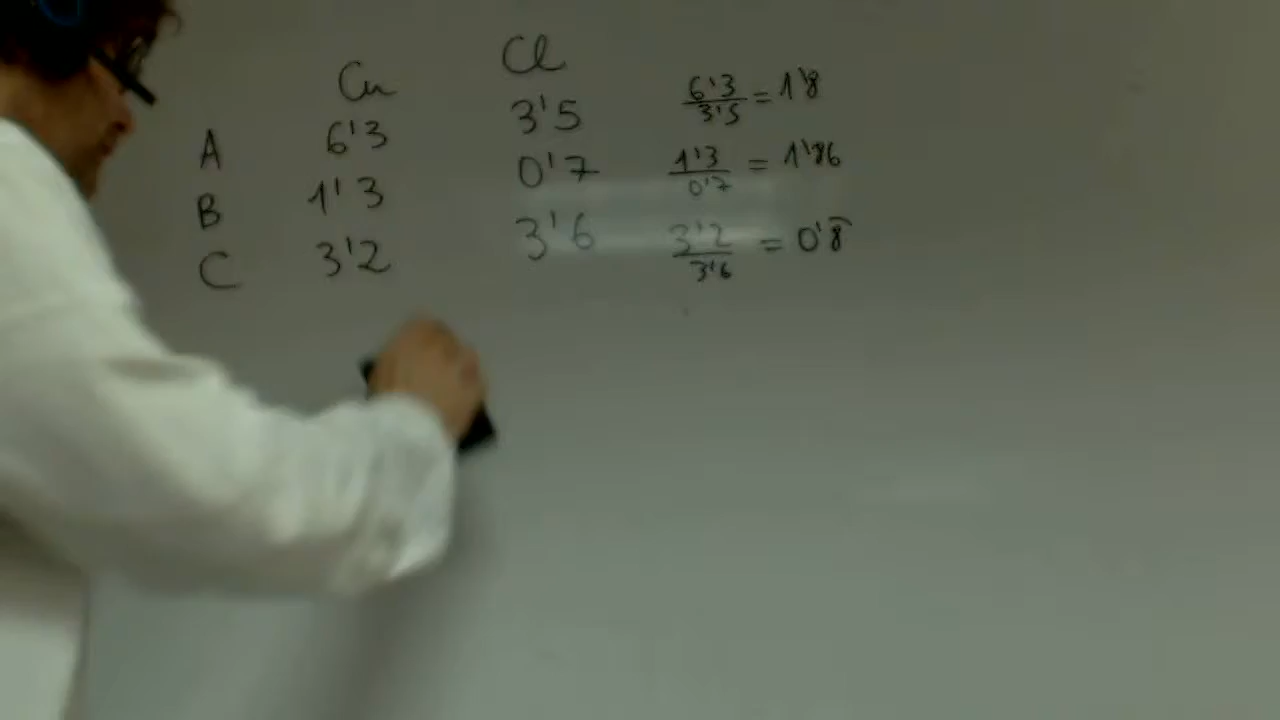 Cu Cl
A 6'3 3'5 6'3/3'5 = 1'8
B 1'3 0'7 1'3/0'7 = 1'86
C 3'2 3'6 3'2/3'6 = 0'8̄